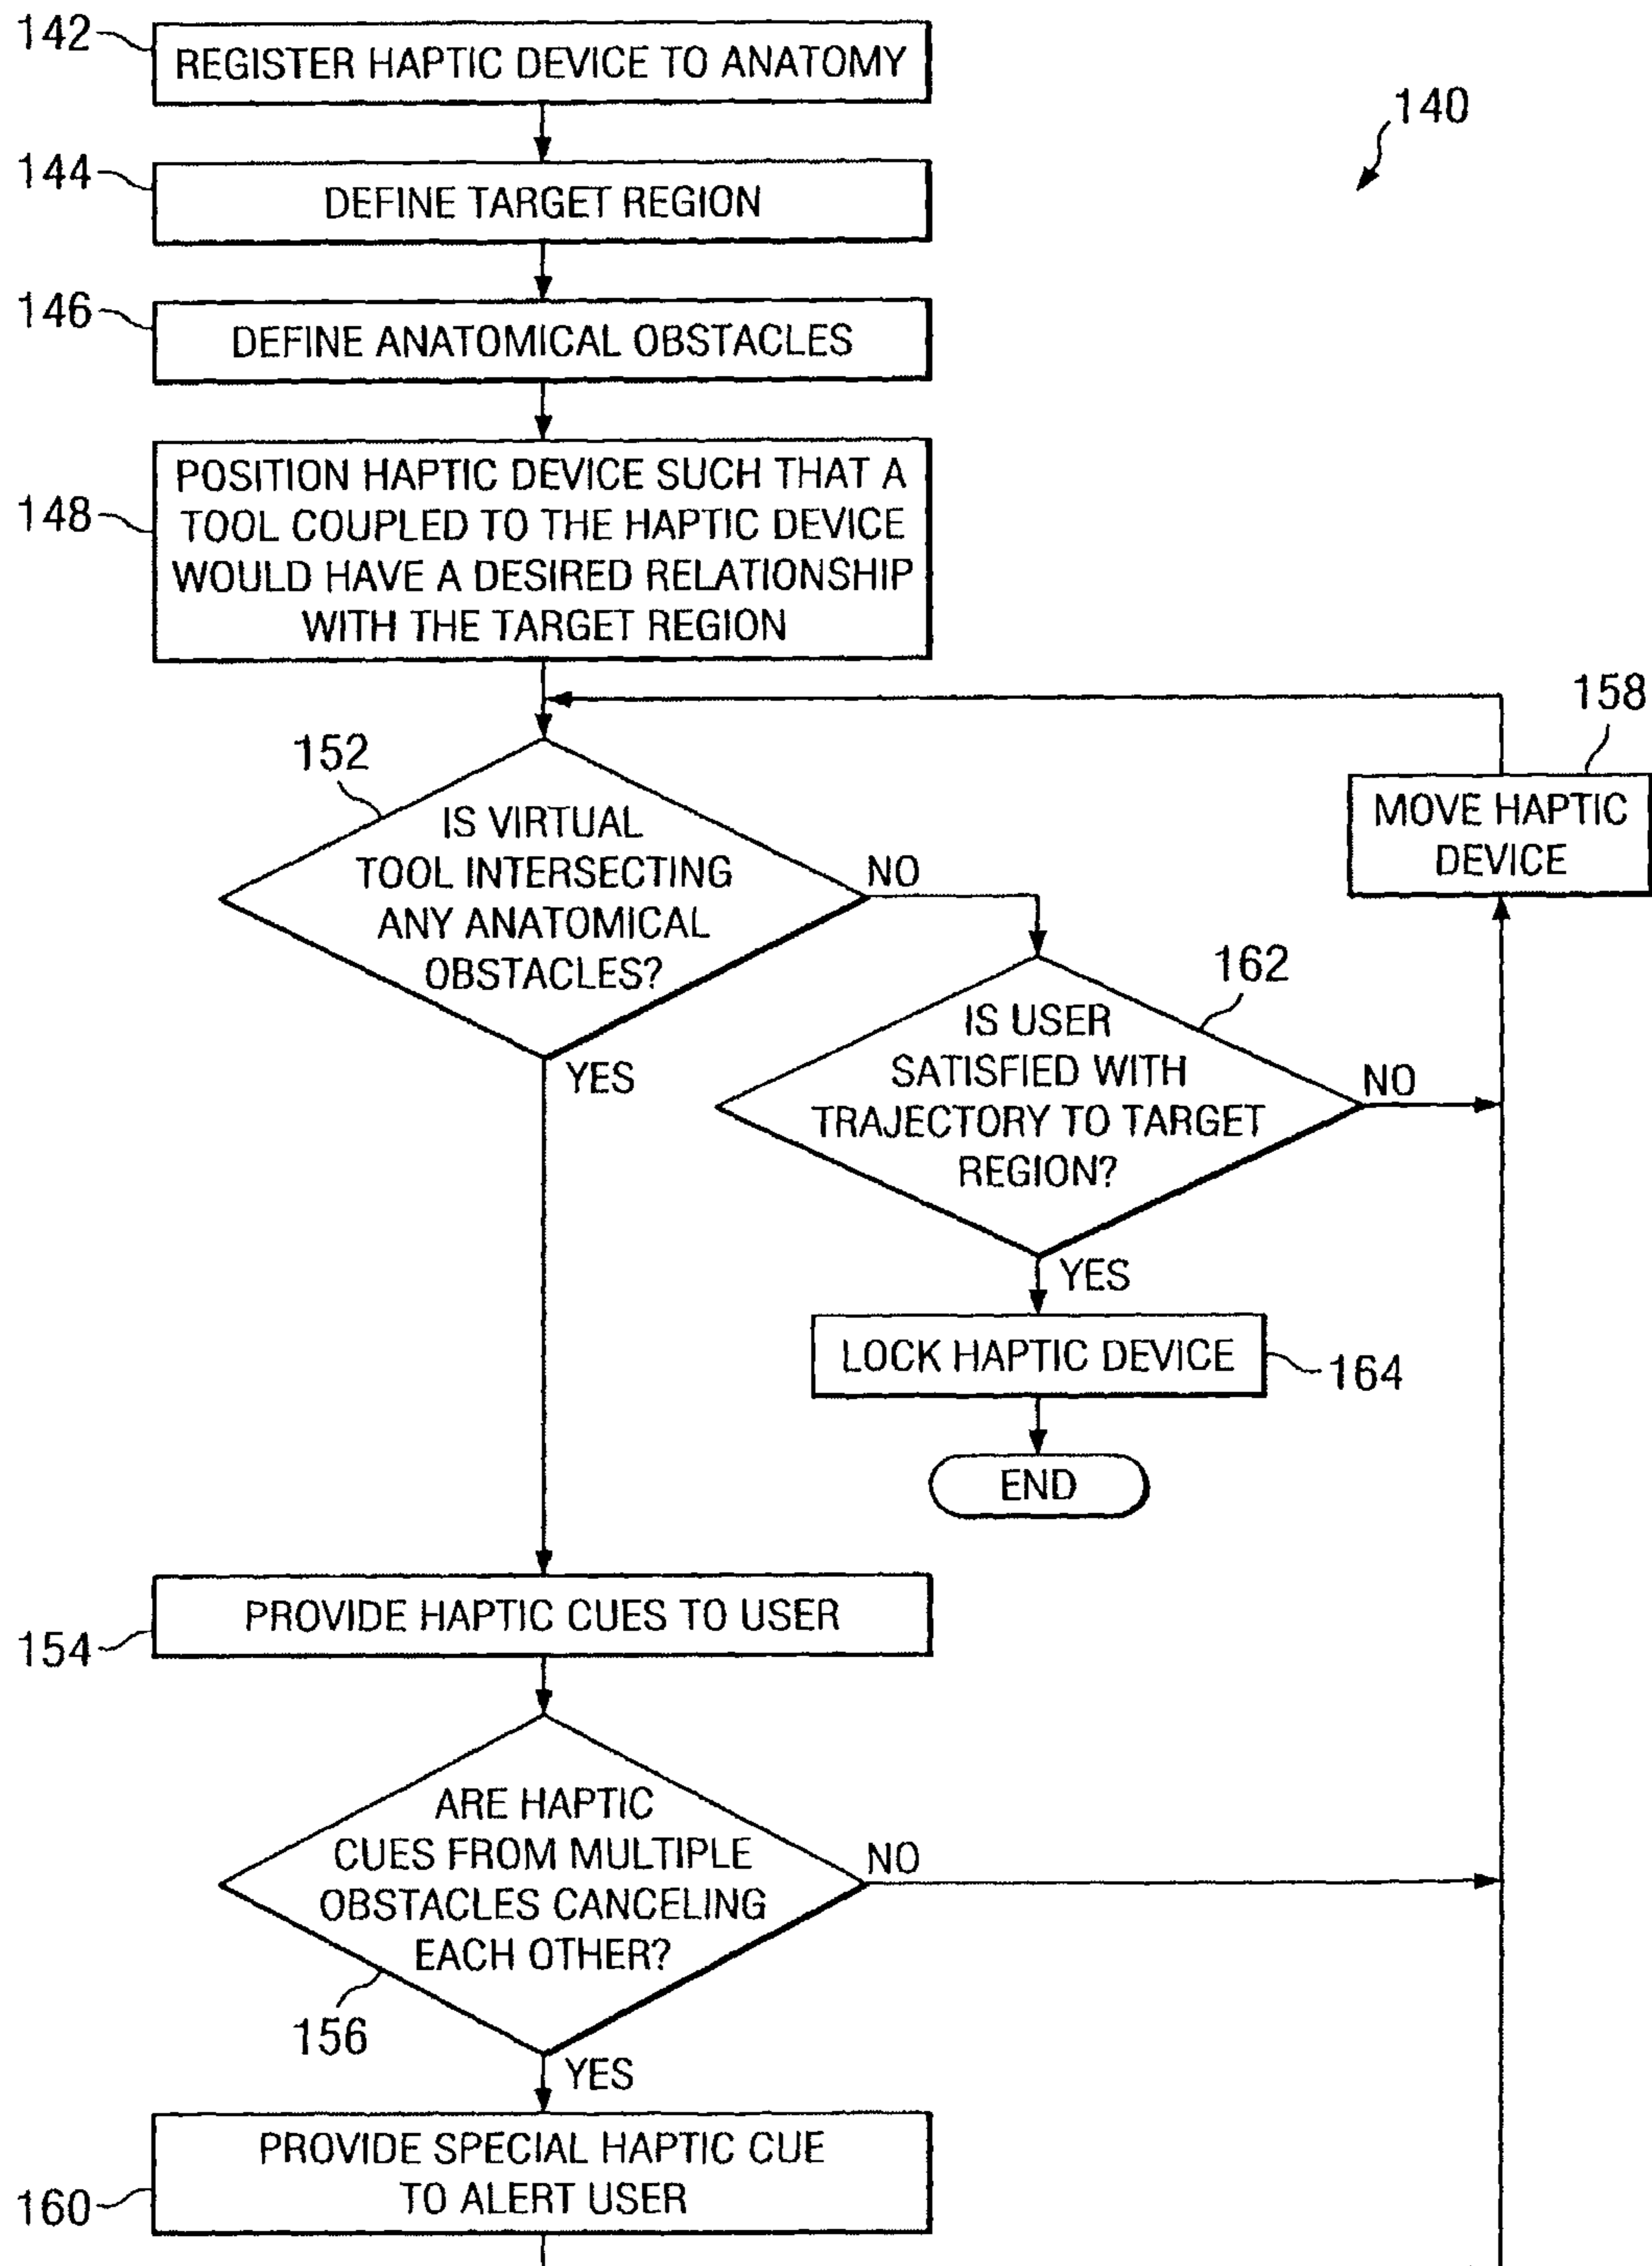 142
REGISTER HAPTIC DEVICE TO ANATOMY
140
144
DEFINE TARGET REGION
146
DEFINE ANATOMICAL OBSTACLES
148
POSITION HAPTIC DEVICE SUCH THAT A
TOOL COUPLED TO THE HAPTIC DEVICE
WOULD HAVE A DESIRED RELATIONSHIP
WITH THE TARGET REGION
158
MOVE HAPTIC
DEVICE
152
IS VIRTUAL
TOOL INTERSECTING
ANY ANATOMICAL
OBSTACLES?
NO
YES
162
IS USER
SATISFIED WITH
TRAJECTORY TO TARGET
REGION?
NO
YES
LOCK HAPTIC DEVICE
164
END
154
PROVIDE HAPTIC CUES TO USER
ARE HAPTIC
CUES FROM MULTIPLE
OBSTACLES CANCELING
EACH OTHER?
NO
156
YES
160
PROVIDE SPECIAL HAPTIC CUE
TO ALERT USER